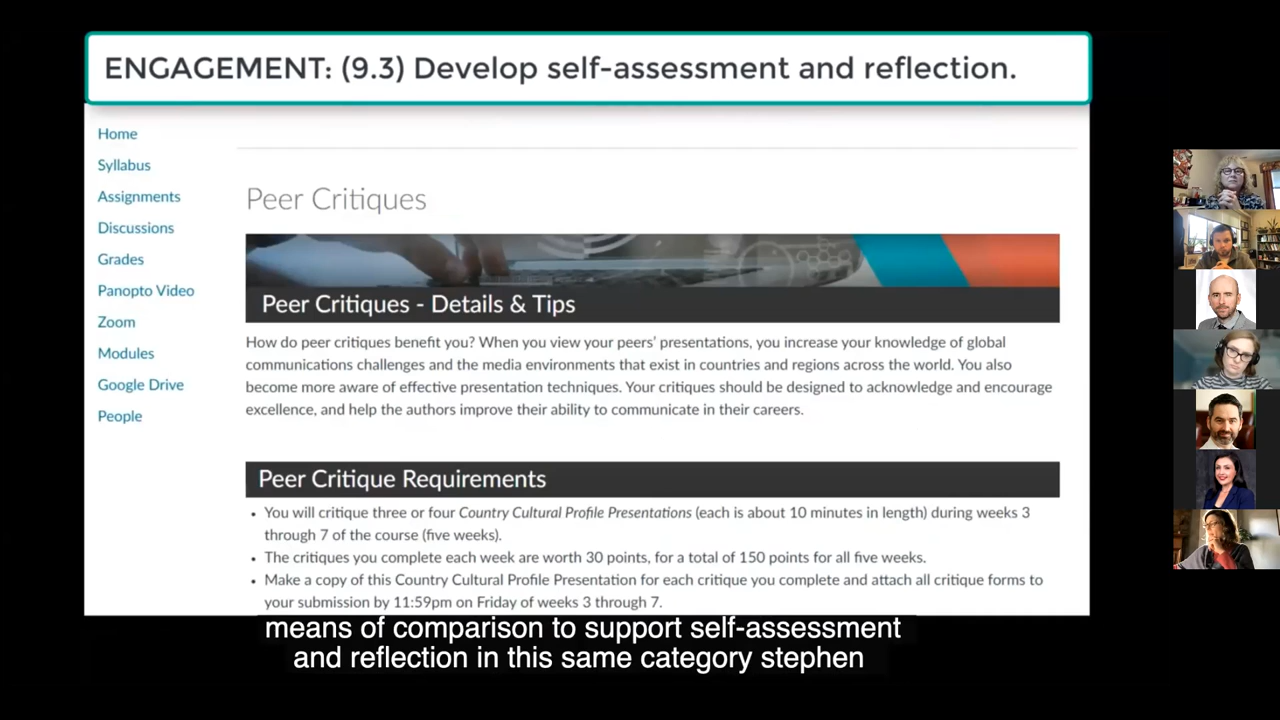 ENGAGEMENT: (9.3) Develop self-assessment and reflection.
Home
Syllabus
Assignments
Discussions
Grades
Panopto Video
Zoom
Modules
Google Drive
People
Peer Critiques
Peer Critiques - Details & Tips
How do peer critiques benefit you? When you view your peers' presentations, you increase your knowledge of global
communications challenges and the media environments that exist in countries and regions across the world. You also
become more aware of effective presentation techniques. Your critiques should be designed to acknowledge and encourage
excellence, and help the authors improve their ability to communicate in their careers.
Peer Critique Requirements
• You will critique three or four Country Cultural Profile Presentations (each is about 10 minutes in length) during weeks 3
through 7 of the course (five weeks).
• The critiques you complete each week are worth 30 points, for a total of 150 points for all five weeks.
• Make a copy of this Country Cultural Profile Presentation for each critique you complete and attach all critique forms to
your submission by 11:59pm on Friday of weeks 3 through 7.
means of comparison to support self-assessment
and reflection in this same category stephen